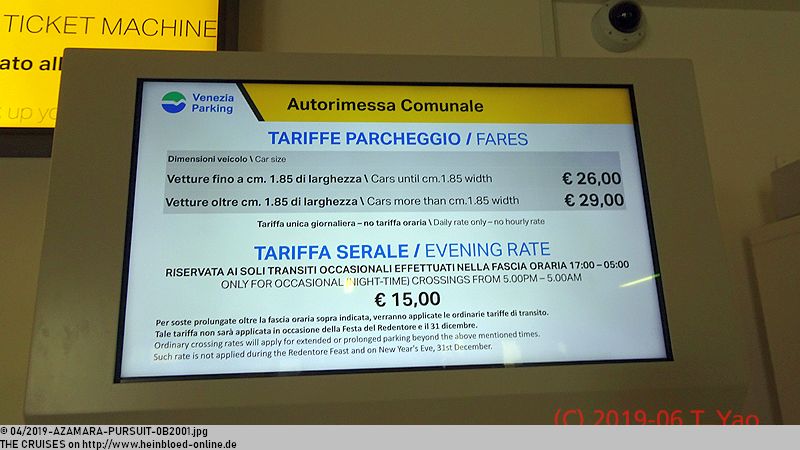 TICKET MACHINE
ato all
t up yo
Venezia
Parking
Autorimessa Comunale
TARIFFE PARCHEGGIO / FARES
Dimensioni veicolo \ Car size
Vetture fino a cm. 1.85 di larghezza \ Cars until cm.1.85 width € 26,00
Vetture oltre cm. 1.85 di larghezza \ Cars more than cm.1.85 width € 29,00
Tariffa unica giornaliera – no tariffa oraria \ Daily rate only – no hourly rate
TARIFFA SERALE / EVENING RATE
RISERVATA AI SOLI TRANSITI OCCASIONALI EFFETTUATI NELLA FASCIA ORARIA 17:00 – 05:00
ONLY FOR OCCASIONAL (NIGHT-TIME) CROSSINGS FROM 5.00PM – 5.00AM
€ 15,00
Per soste prolungate oltre la fascia oraria sopra indicata, verranno applicate le ordinarie tariffe di transito.
Tale tariffa non sarà applicata in occasione della Festa del Redentore e il 31 dicembre.
Ordinary crossing rates will apply for extended or prolonged parking beyond the above mentioned times.
Such rate is not applied during the Redentore Feast and on New Year's Eve, 31st December.
(C) 2019-06 T. Yao
© 04/2019-AZAMARA-PURSUIT-0B2001.jpg
THE CRUISES on http://www.heinbloed-online.de